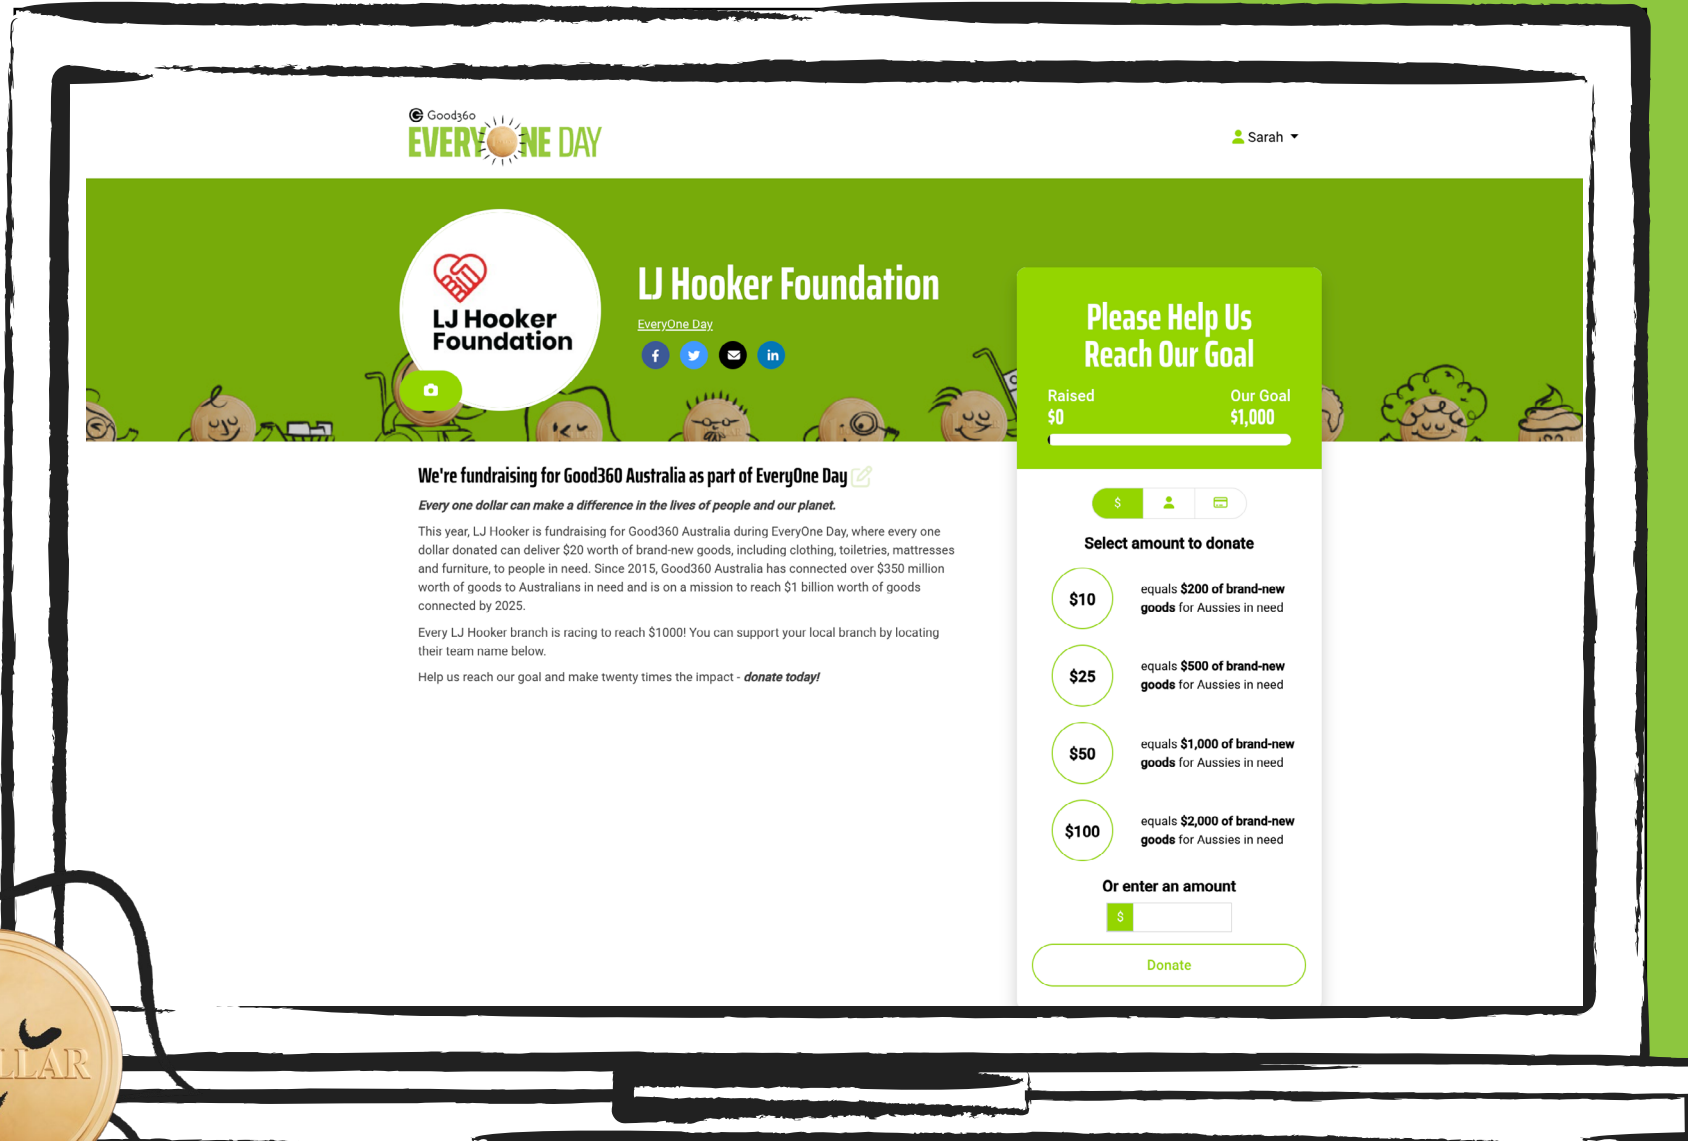 Good360
EVERYONE DAY
Sarah
LJ Hooker
Foundation
LJ Hooker Foundation
EveryOne Day
Please Help Us
Reach Our Goal
Raised
Our Goal
$0
$1,000
We're fundraising for Good360 Australia as part of EveryOne Day
Every one dollar can make a difference in the lives of people and our planet.
This year, LJ Hooker is fundraising for Good360 Australia during EveryOne Day, where every one
dollar donated can deliver $20 worth of brand-new goods, including clothing, toiletries, mattresses
and furniture, to people in need. Since 2015, Good360 Australia has connected over $350 million
worth of goods to Australians in need and is on a mission to reach $1 billion worth of goods
connected by 2025.
Every LJ Hooker branch is racing to reach $1000! You can support your local branch by locating
their team name below.
Help us reach our goal and make twenty times the impact - donate today!
$
Select amount to donate
$10
equals $200 of brand-new
goods for Aussies in need
$25
equals $500 of brand-new
goods for Aussies in need
$50
equals $1,000 of brand-new
goods for Aussies in need
$100
equals $2,000 of brand-new
goods for Aussies in need
Or enter an amount
$
Donate
LLAR